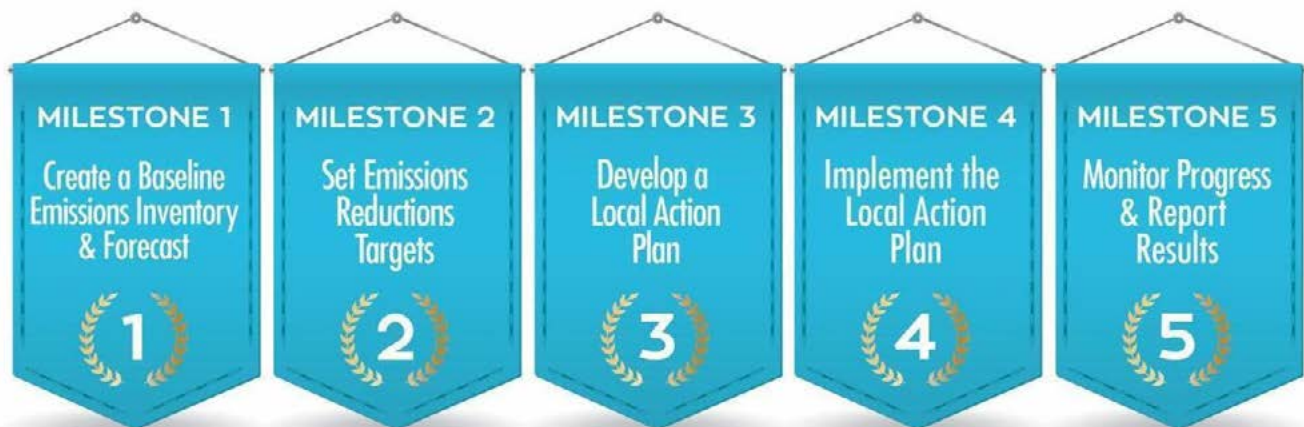 MILESTONE 1
Create a Baseline
Emissions Inventory
& Forecast
1
MILESTONE 2
Set Emissions
Reductions
Targets
2
MILESTONE 3
Develop a
Local Action
Plan
3
MILESTONE 4
Implement the
Local Action
Plan
4
MILESTONE 5
Monitor Progress
& Report
Results
5